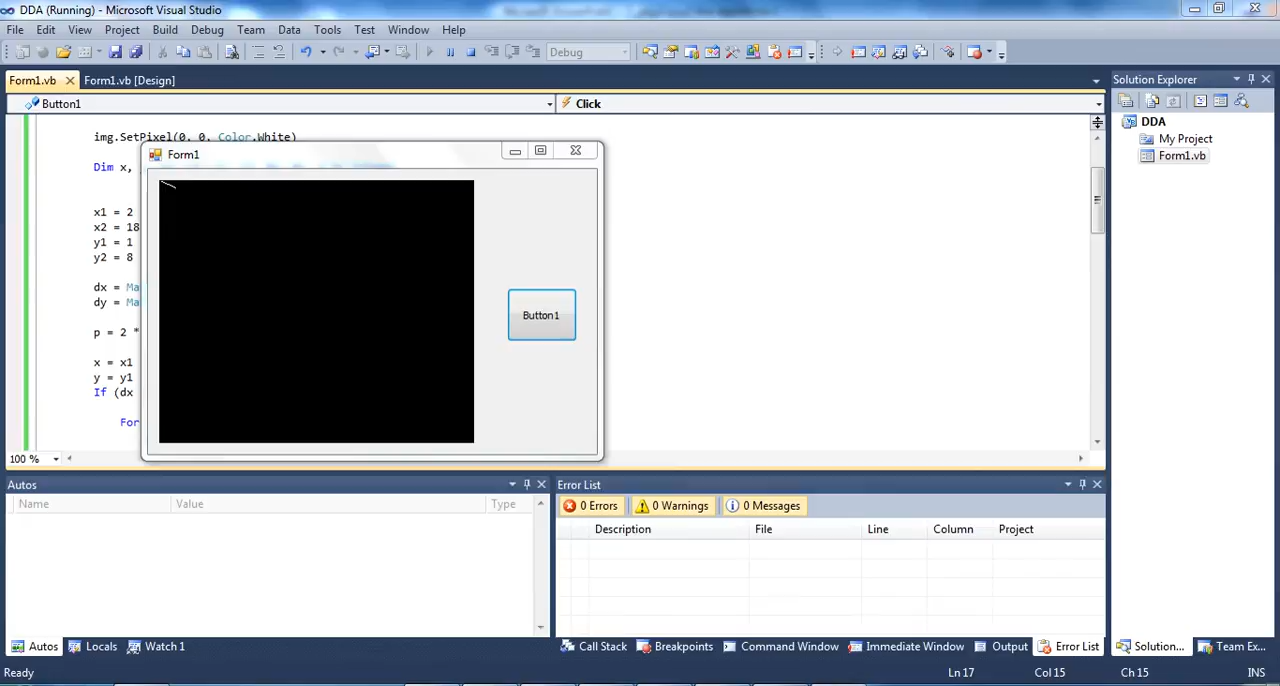 DDA (Running) - Microsoft Visual Studio
File Edit View Project Build Debug Team Data Tools Test Window Help
Debug
Form1.vb Form1.vb [Design]
Button1 Click
img.SetPixel(0, 0, Color.White)
Form1
Dim x,
x1 = 2
x2 = 18
y1 = 1
y2 = 8
dx = Ma
dy = Ma
Button1
p = 2 *
x = x1
y = y1
If (dx
For
100 %
Solution Explorer
DDA
My Project
Form1.vb
Autos
Name Value Type
Error List
0 Errors 0 Warnings 0 Messages
Description File Line Column Project
Autos Locals Watch 1
Call Stack Breakpoints Command Window Immediate Window Output Error List
Solution... Team Ex...
Ready Ln 17 Col 15 Ch 15 INS